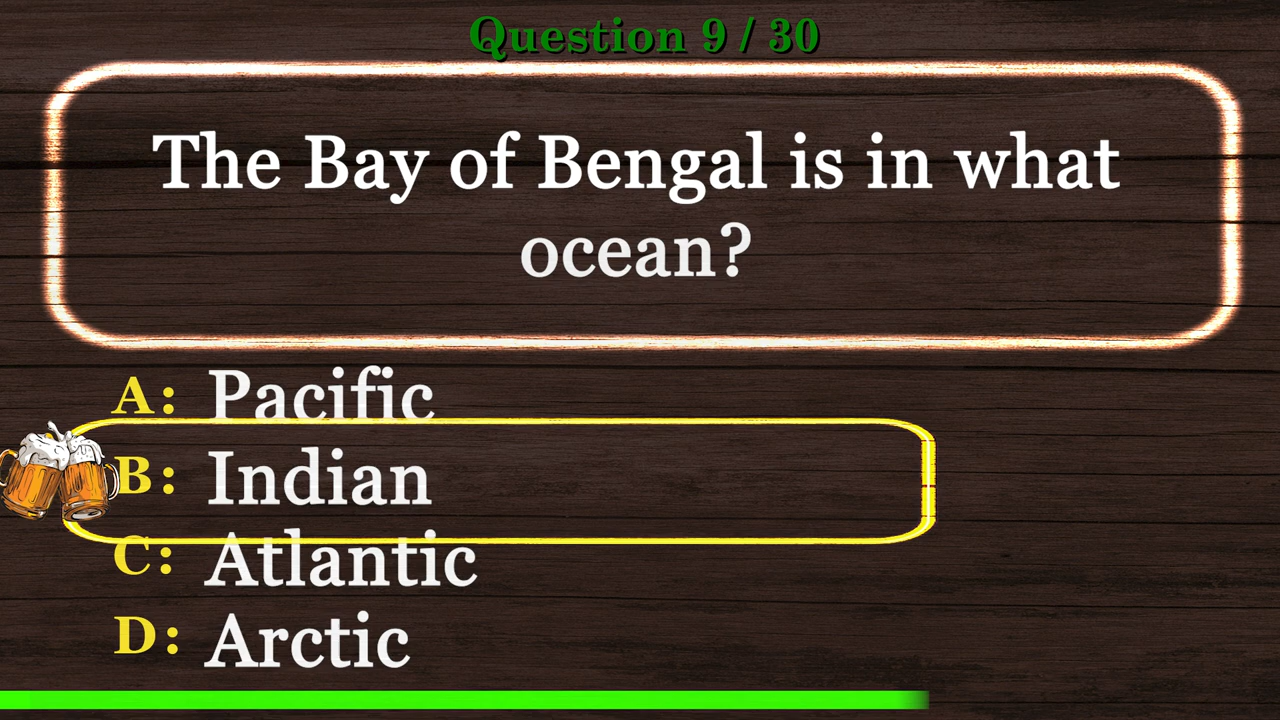 Question 9 / 30
The Bay of Bengal is in what
ocean?
A: Pacific
B: Indian
C: Atlantic
D: Arctic